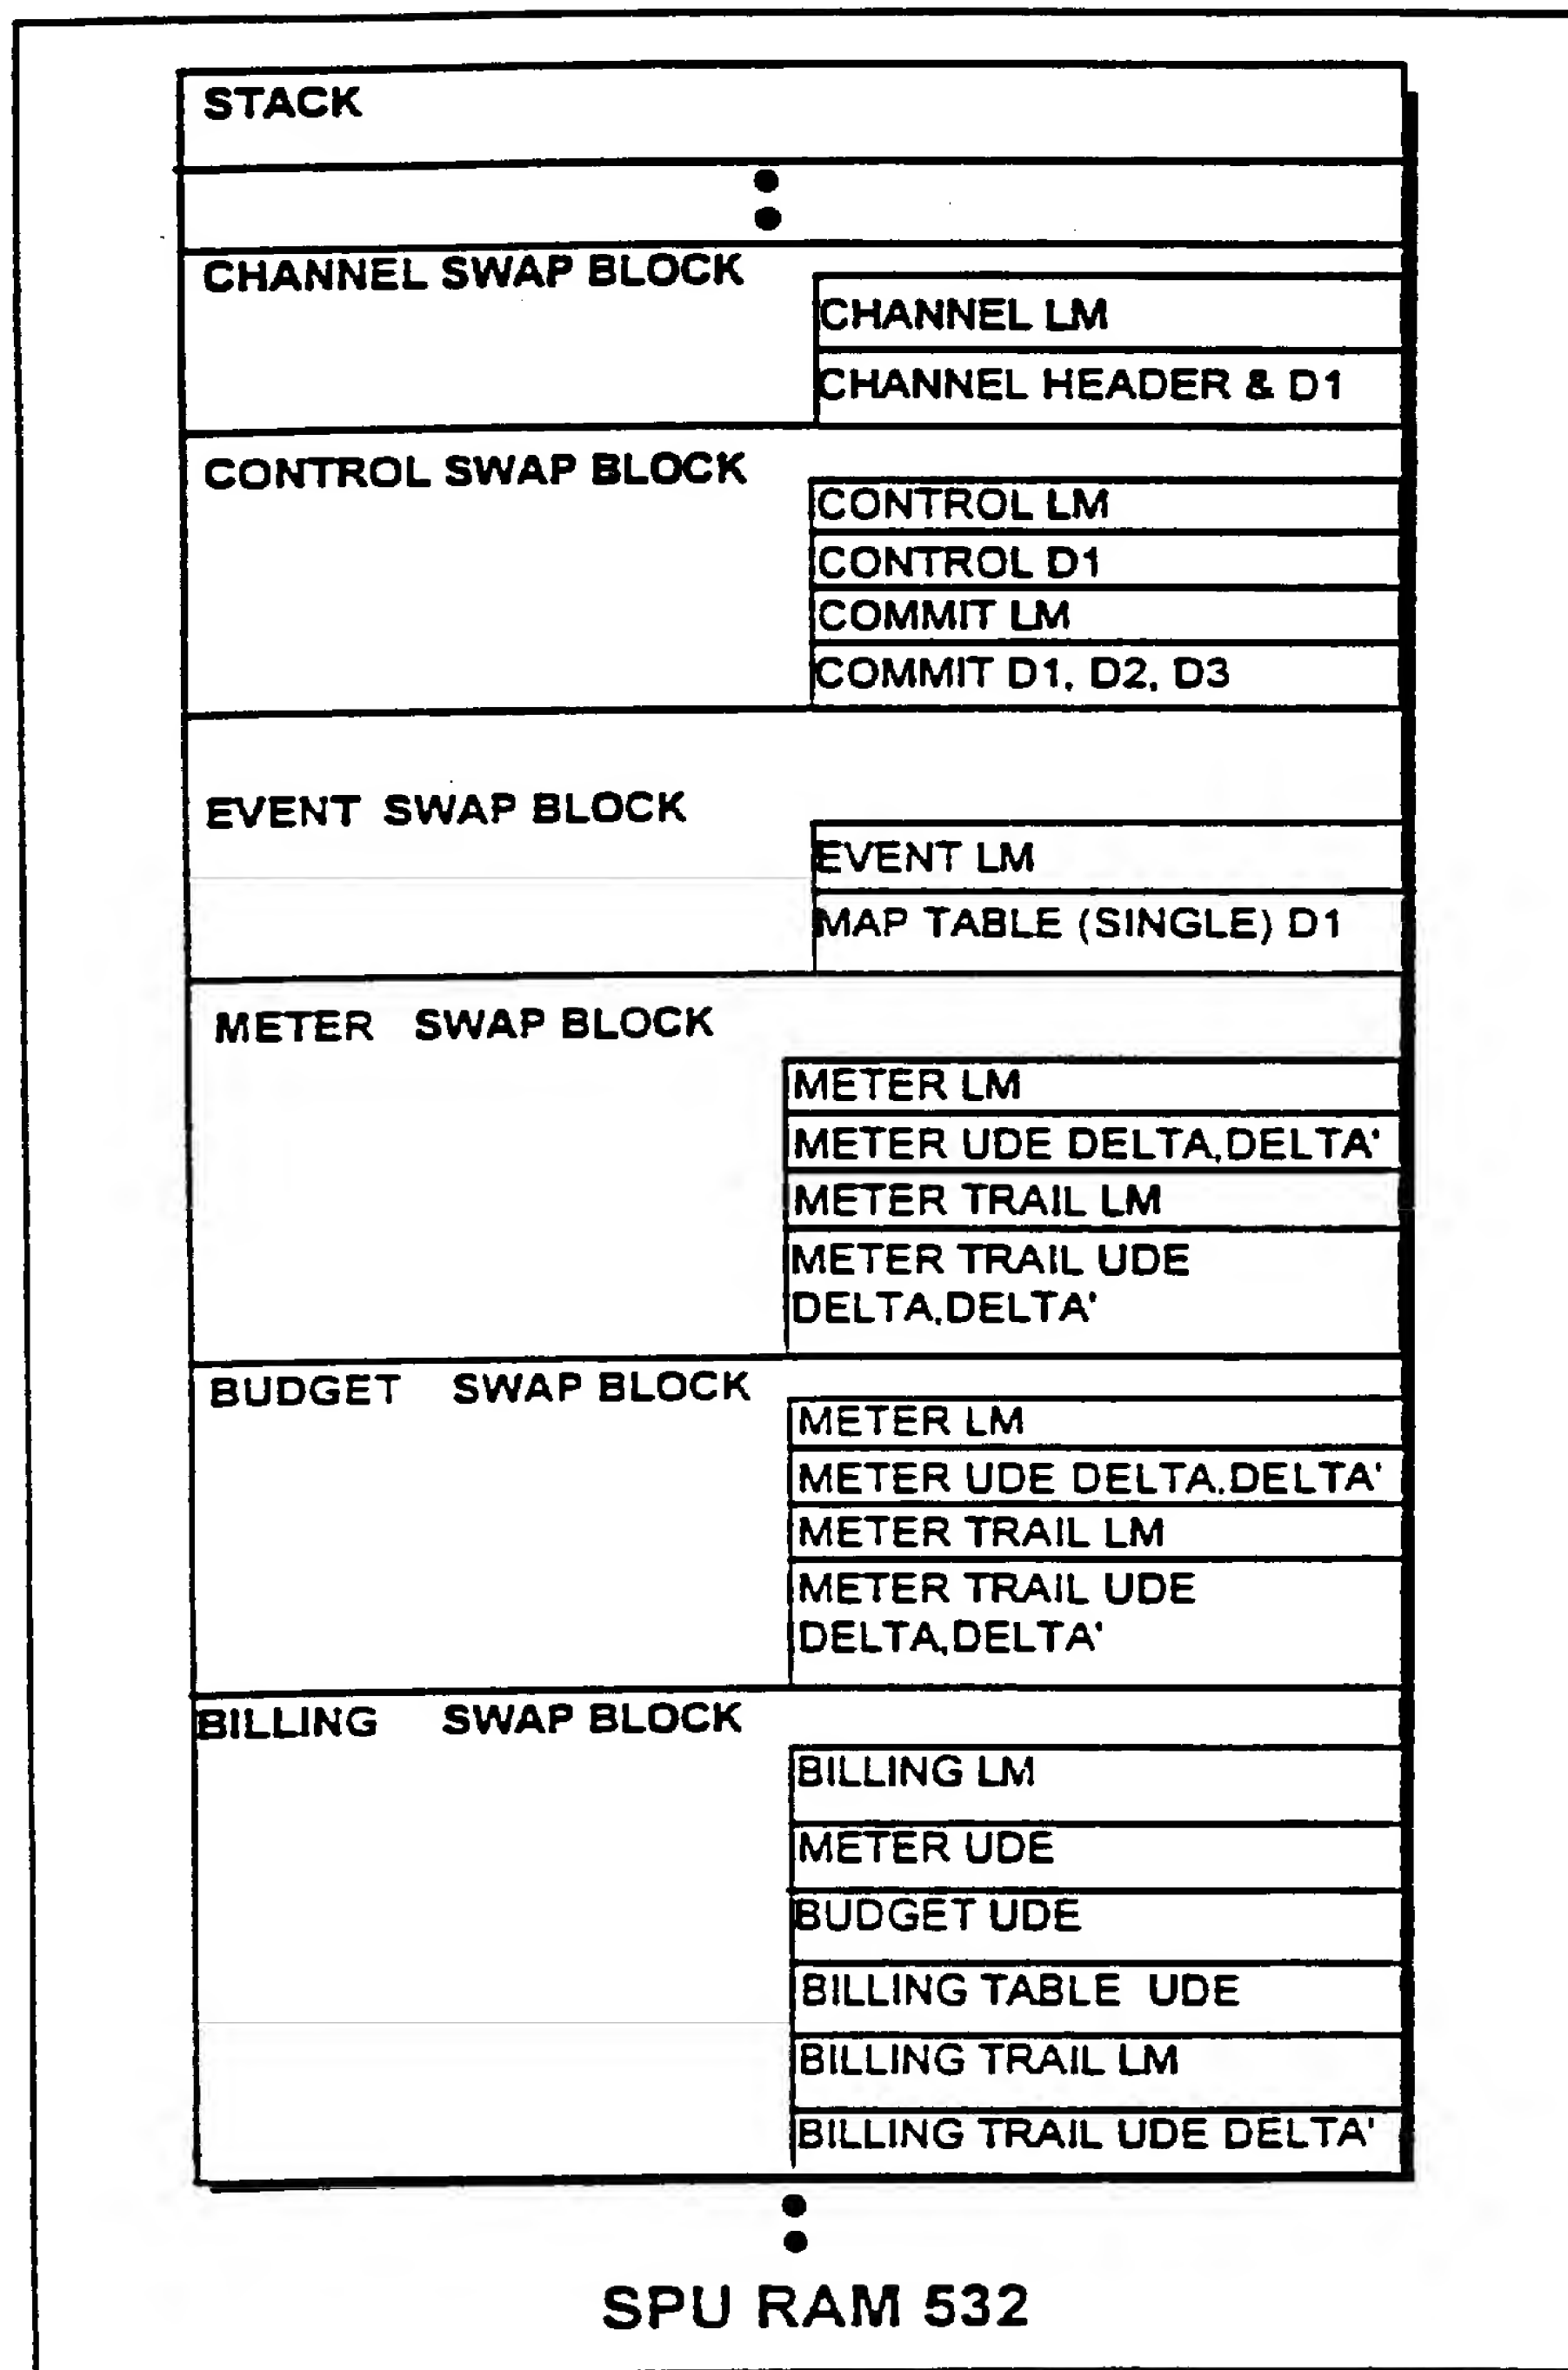 STACK
CHANNEL SWAP BLOCK
CHANNEL LM
CHANNEL HEADER & D1
CONTROL SWAP BLOCK
CONTROL LM
CONTROL D1
COMMIT LM
COMMIT D1, D2, D3
EVENT SWAP BLOCK
EVENT LM
MAP TABLE (SINGLE) D1
METER SWAP BLOCK
METER LM
METER UDE DELTA,DELTA'
METER TRAIL LM
METER TRAIL UDE
DELTA,DELTA'
BUDGET SWAP BLOCK
METER LM
METER UDE DELTA,DELTA'
METER TRAIL LM
METER TRAIL UDE
DELTA,DELTA'
BILLING SWAP BLOCK
BILLING LM
METER UDE
BUDGET UDE
BILLING TABLE UDE
BILLING TRAIL LM
BILLING TRAIL UDE DELTA'
SPU RAM 532